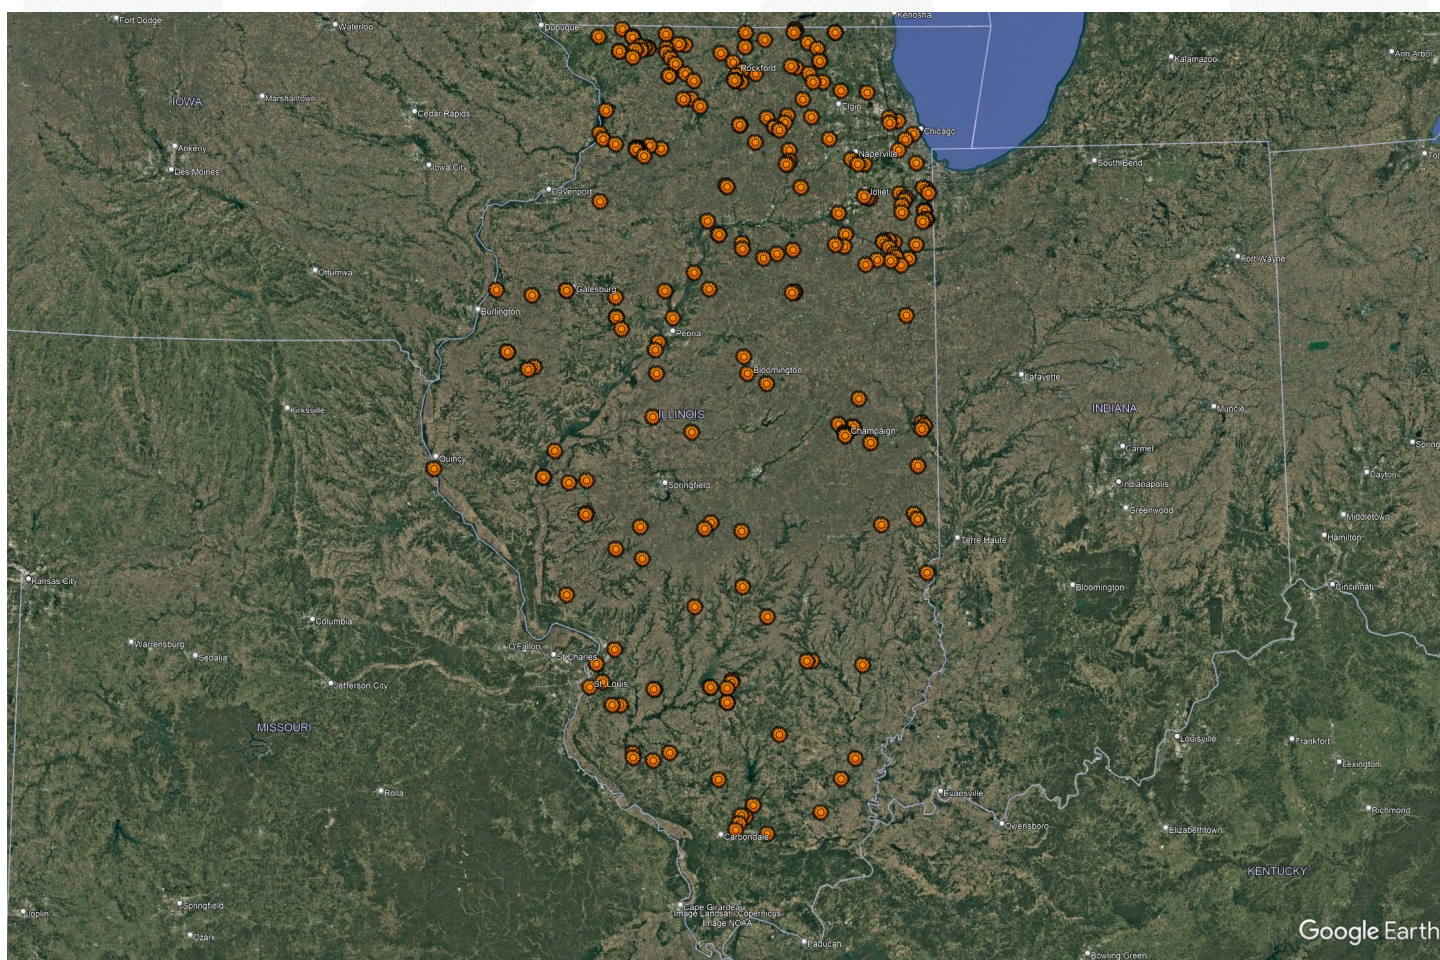 Fort Dodge
Waterloo
Dubuque
Kenosha
Ann Arbor
Kalamazoo
Rockford
IOWA
Marshalltown
Cedar Rapids
Elgin
Chicago
Ankeny
Des Moines
Iowa City
Naperville
South Bend
Davenport
Joliet
Ottumwa
Fort Wayne
Galesburg
Burlington
Peoria
Bloomington
Lafayette
Kirksville
ILLINOIS
INDIANA
Muncie
Champaign
Carmel
Spring
Quincy
Springfield
Dayton
Indianapolis
Greenwood
Middletown
Terre Haute
Hamilton
Kansas City
Bloomington
Cincinnati
Columbia
Warrensburg
O'Fallon
Sedalia
St Charles
Jefferson City
St. Louis
MISSOURI
Louisville
Frankfort
Lexington
Rolla
Evansville
Richmond
Owensboro
Elizabethtown
Carbondale
KENTUCKY
Springfield
Joplin
Cape Girardeau
Image Landsat / Copernicus
Image NOAA
Ozark
Paducah
Bowling Green
Google Earth